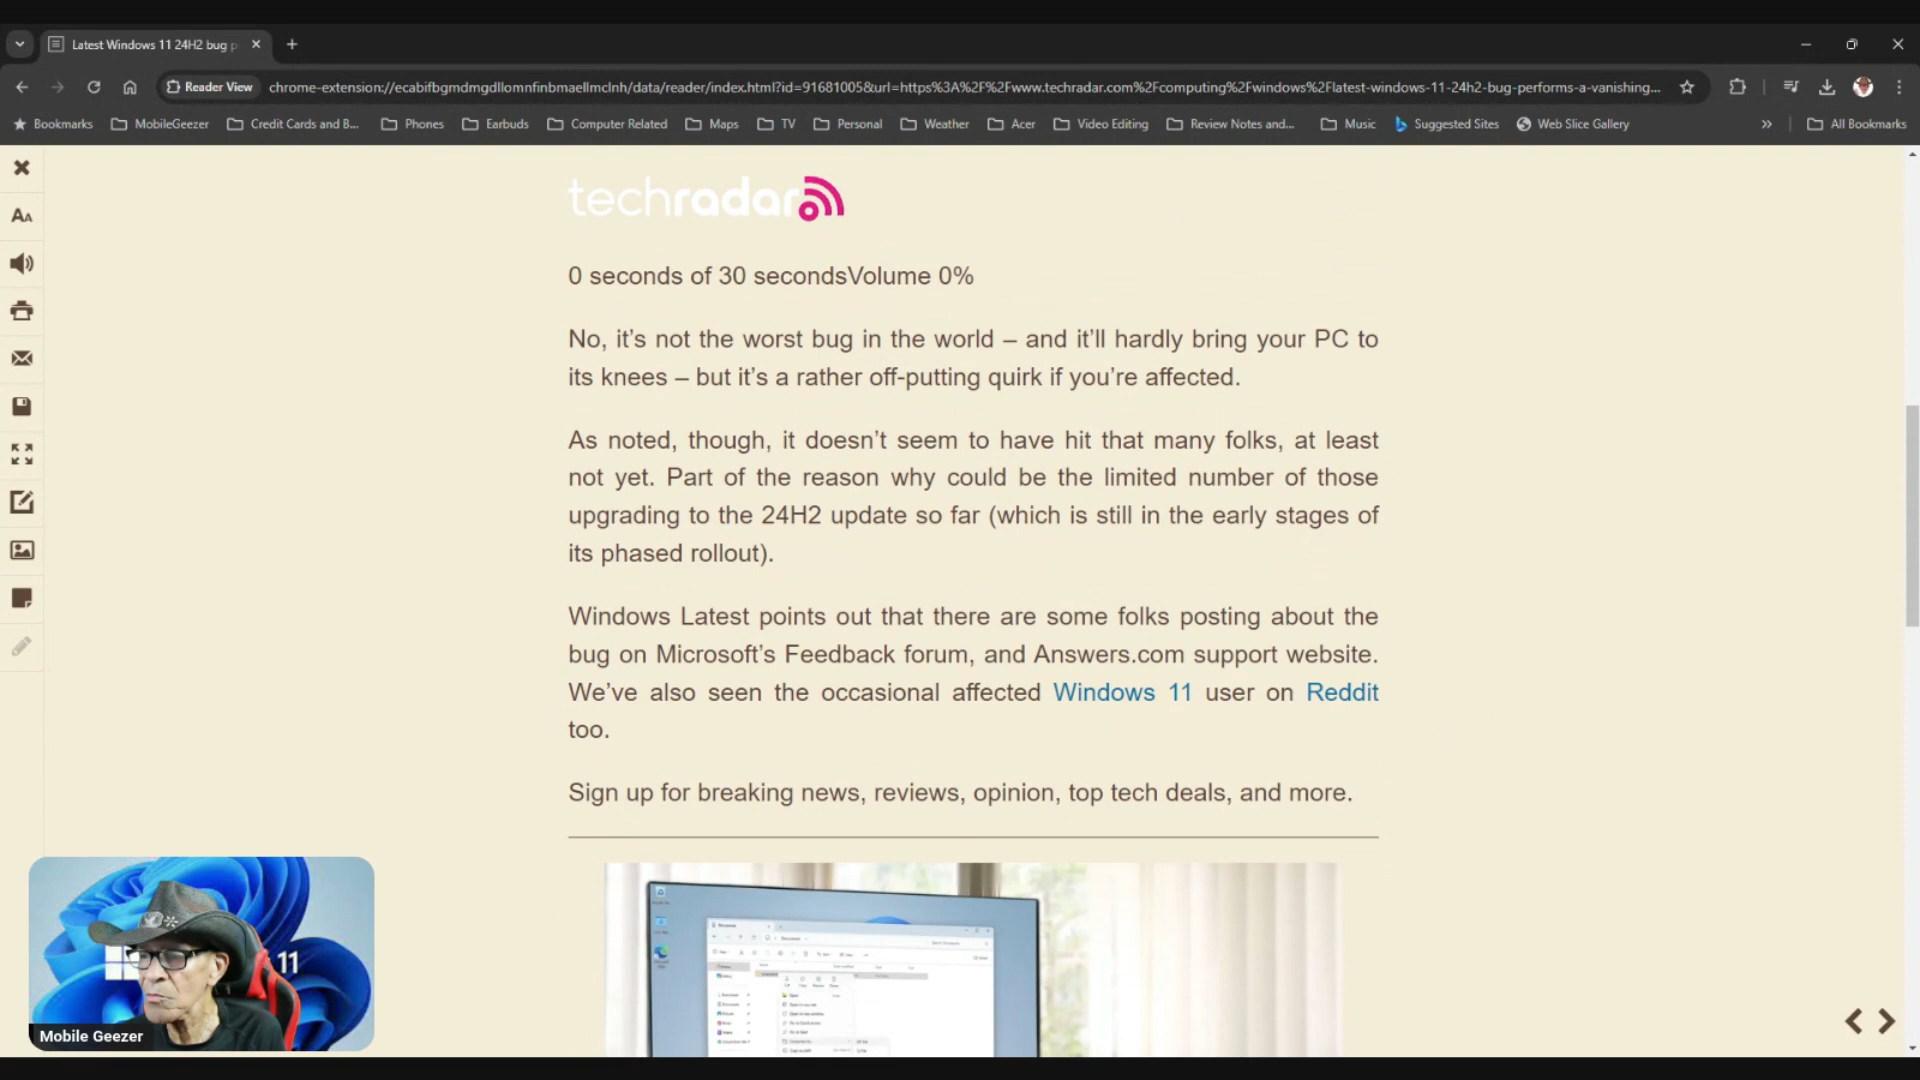 Latest Windows 11 24H2 bug p
Reader View
chrome-extension://ecabifbgmdmgdllomnfinbmaellmclnh/data/reader/index.html?id=91681005&url=https%3A%2F%2Fwww.techradar.com%2Fcomputing%2Fwindows%2Flatest-windows-11-24h2-bug-performs-a-vanishing...
Bookmarks MobileGeezer Credit Cards and B... Phones Earbuds Computer Related Maps TV Personal Weather Acer Video Editing Review Notes and... Music Suggested Sites Web Slice Gallery » All Bookmarks
techradar
0 seconds of 30 secondsVolume 0%
No, it’s not the worst bug in the world – and it’ll hardly bring your PC to
its knees – but it’s a rather off-putting quirk if you’re affected.
As noted, though, it doesn’t seem to have hit that many folks, at least
not yet. Part of the reason why could be the limited number of those
upgrading to the 24H2 update so far (which is still in the early stages of
its phased rollout).
Windows Latest points out that there are some folks posting about the
bug on Microsoft’s Feedback forum, and Answers.com support website.
We’ve also seen the occasional affected Windows 11 user on Reddit
too.
Sign up for breaking news, reviews, opinion, top tech deals, and more.
11
Mobile Geezer